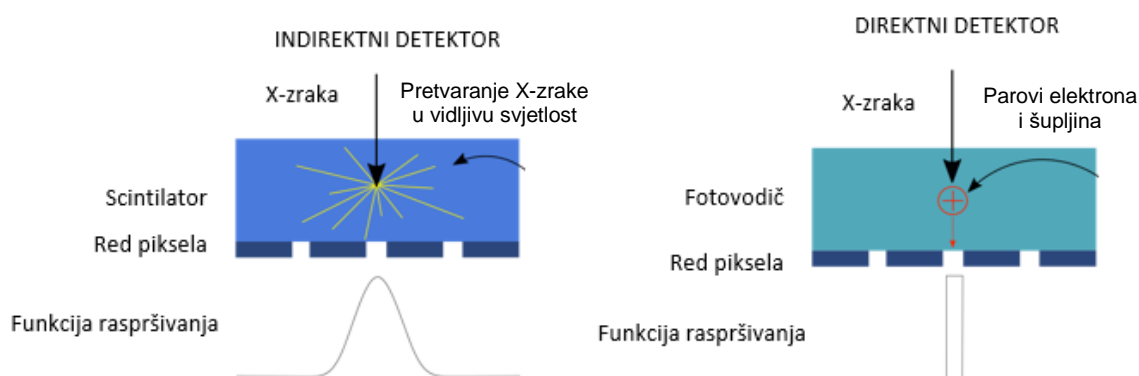 INDIREKTNI DETEKTOR
X-zraka
Pretvaranje X-zrake
u vidljivu svjetlost
Scintilator
Red piksela
Funkcija raspršivanja
DIREKTNI DETEKTOR
X-zraka
Parovi elektrona
i šupljina
Fotovodič
Red piksela
Funkcija raspršivanja